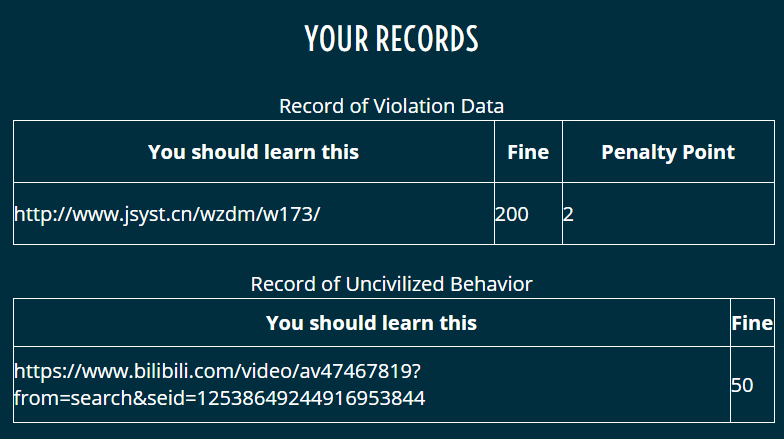 YOUR RECORDS
Record of Violation Data
You should learn this Fine Penalty Point
http://www.jsyst.cn/wzdm/w173/ 200 2
Record of Uncivilized Behavior
You should learn this Fine
https://www.bilibili.com/video/av47467819?
from=search&seid=12538649244916953844 50